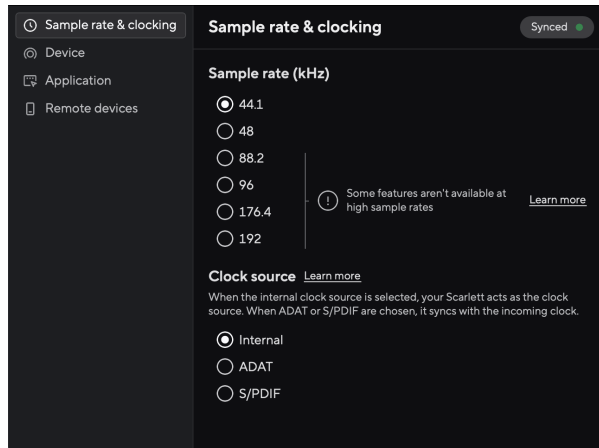 Sample rate & clocking
Device
Application
Remote devices
Sample rate & clocking
Synced
Sample rate (kHz)
44.1
48
88.2
96
176.4
192
Some features aren't available at
high sample rates
Learn more
Clock source Learn more
When the internal clock source is selected, your Scarlett acts as the clock
source. When ADAT or S/PDIF are chosen, it syncs with the incoming clock.
Internal
ADAT
S/PDIF